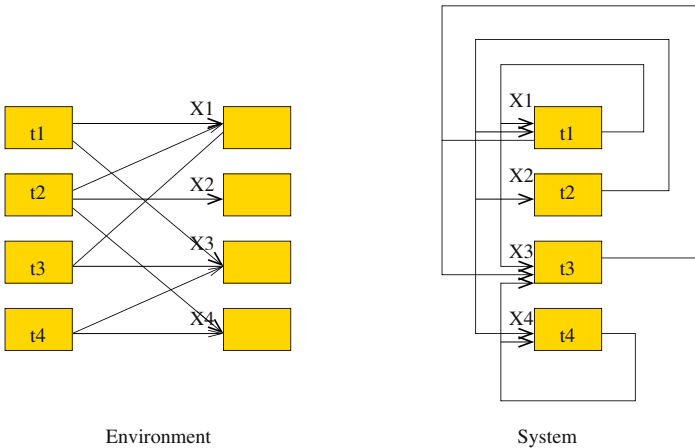 X1
t1
X2
t2
X3
t3
X4
t4
Environment
X1
t1
X2
t2
X3
t3
X4
t4
System